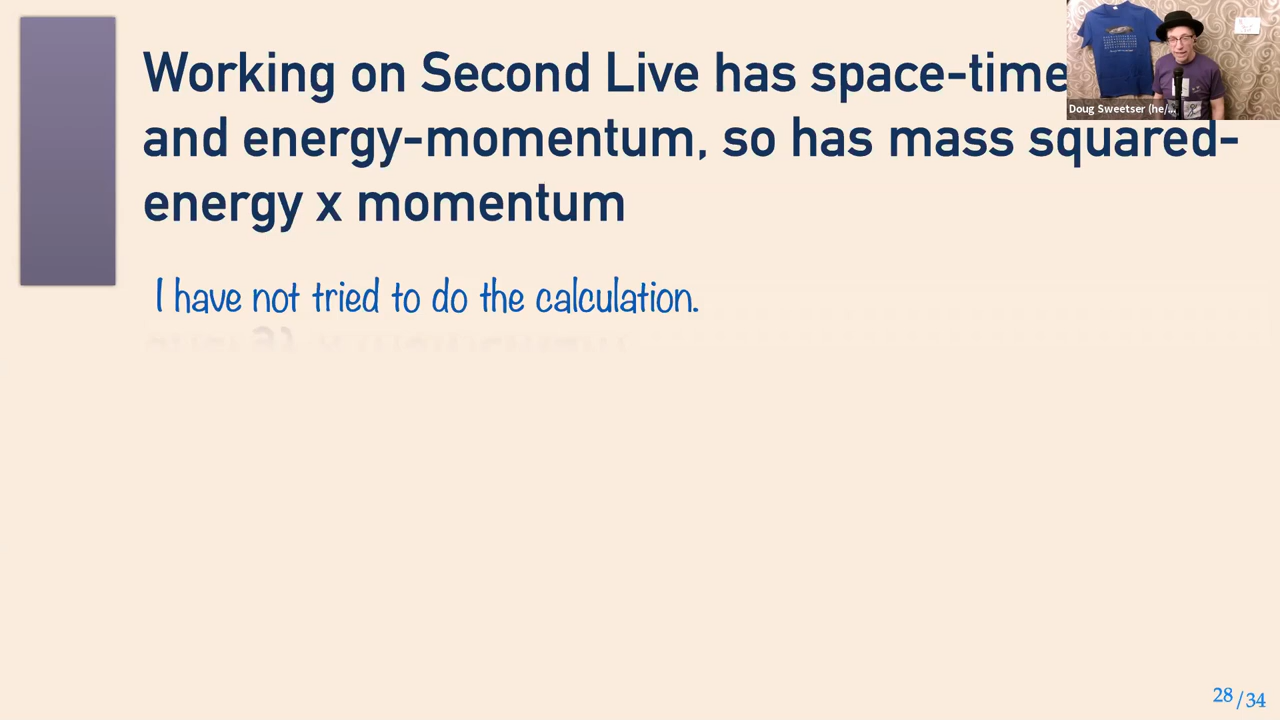 Working on Second Live has space-time
and energy-momentum, so has mass squared-
energy x momentum
I have not tried to do the calculation.
Doug Sweetser (he/...
28/34